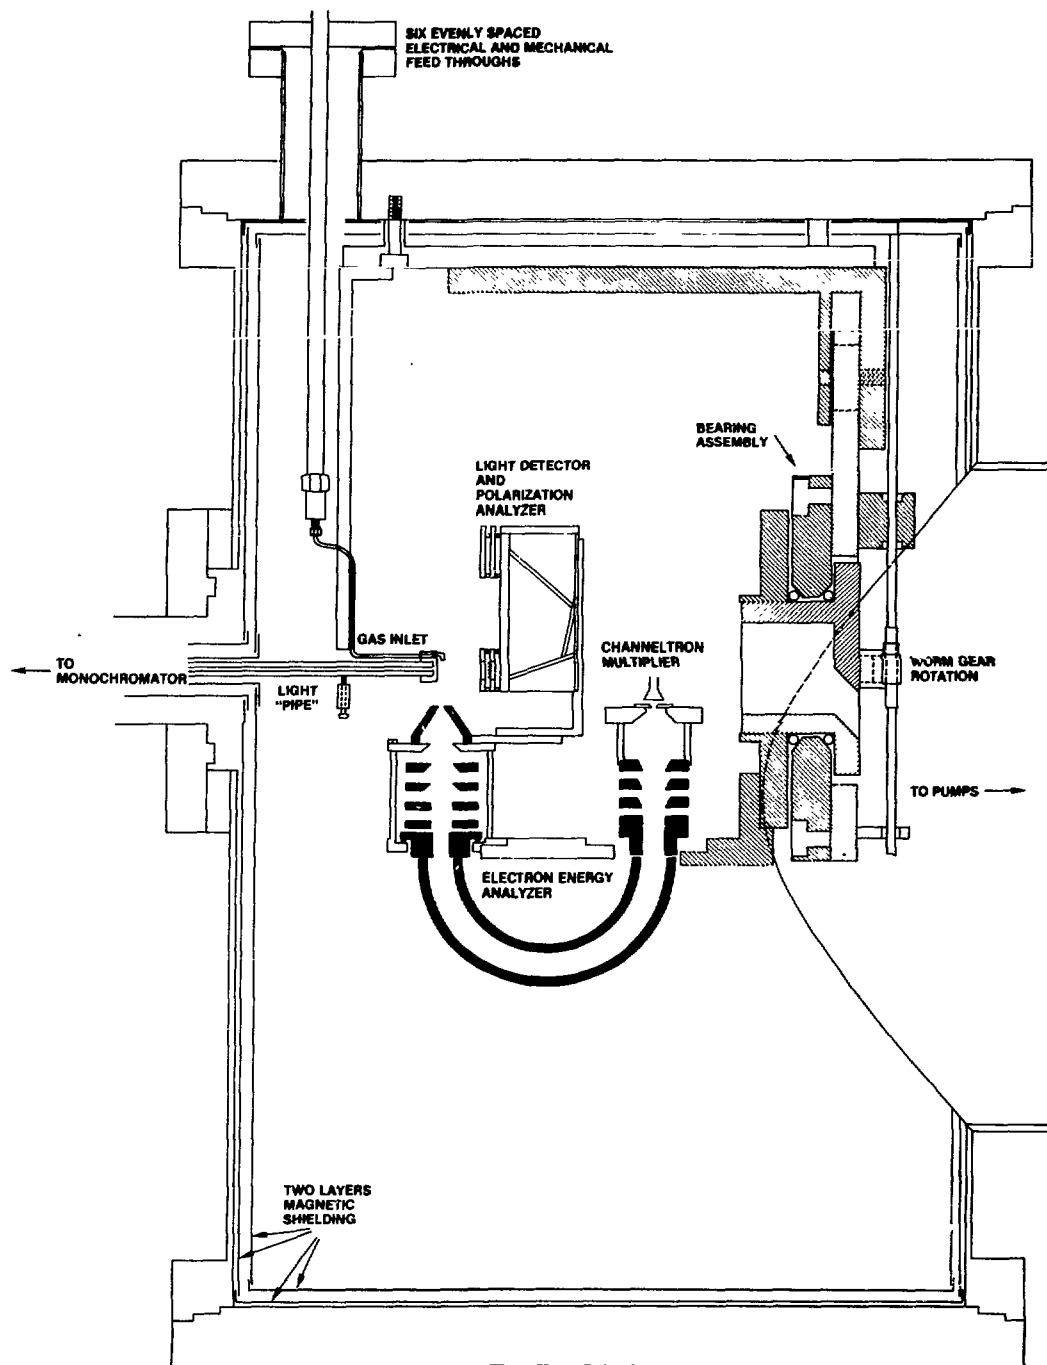 SIX EVENLY SPACED
ELECTRICAL AND MECHANICAL
FEED THROUGHS
BEARING
ASSEMBLY
LIGHT DETECTOR
AND
POLARIZATION
ANALYZER
GAS INLET
CHANNELTRON
MULTIPLIER
TO
MONOCHROMATOR
LIGHT
"PIPE"
WORM GEAR
ROTATION
TO PUMPS
ELECTRON ENERGY
ANALYZER
TWO LAYERS
MAGNETIC
SHIELDING